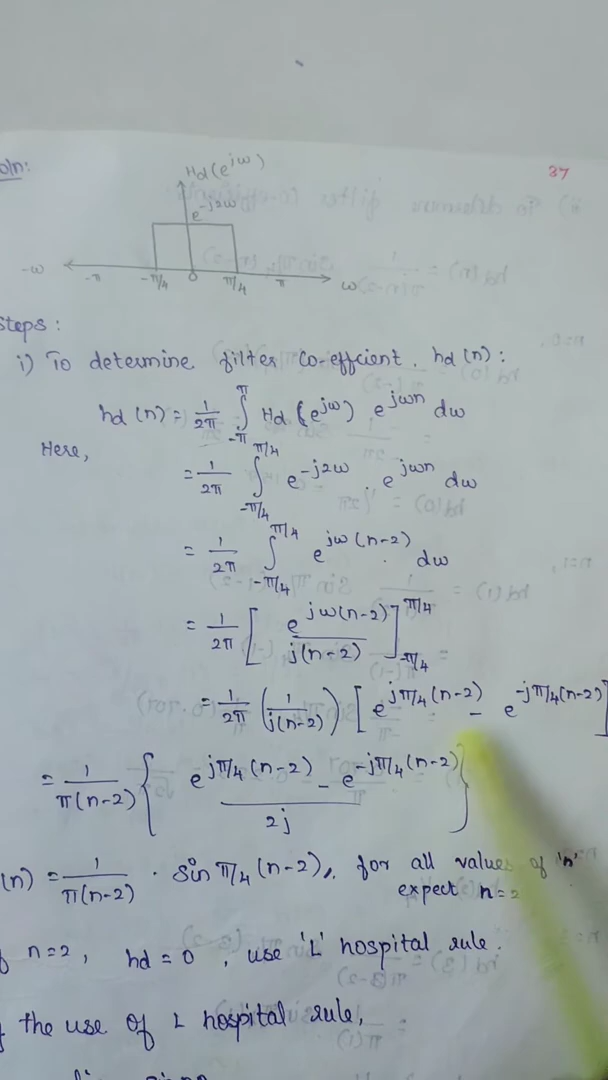 37
oln:
Hd(e^jω)
e^-j2ω
-ω -π -π/4 0 π/4 π ω
Steps:
i) To determine filter Co-effcient. hd(n):
hd(n) = 1/2π ∫_-π^π Hd(e^jω) e^jωn dω
Here,
= 1/2π ∫_-π/4^π/4 e^-j2ω . e^jωn dω
= 1/2π ∫_-π/4^π/4 e^jω(n-2) dω
= 1/2π [e^jω(n-2) / j(n-2)]_-π/4^π/4
= 1/2π (1/j(n-2)) [e^jπ/4(n-2) - e^-jπ/4(n-2)]
= 1/π(n-2) {e^jπ/4(n-2) - e^-jπ/4(n-2) / 2j}
(n) = 1/π(n-2) . Sin π/4(n-2), for all values of 'n'
expect n=2
f n=2, hd=0, use 'L' hospital rule.
the use of L hospital rule,